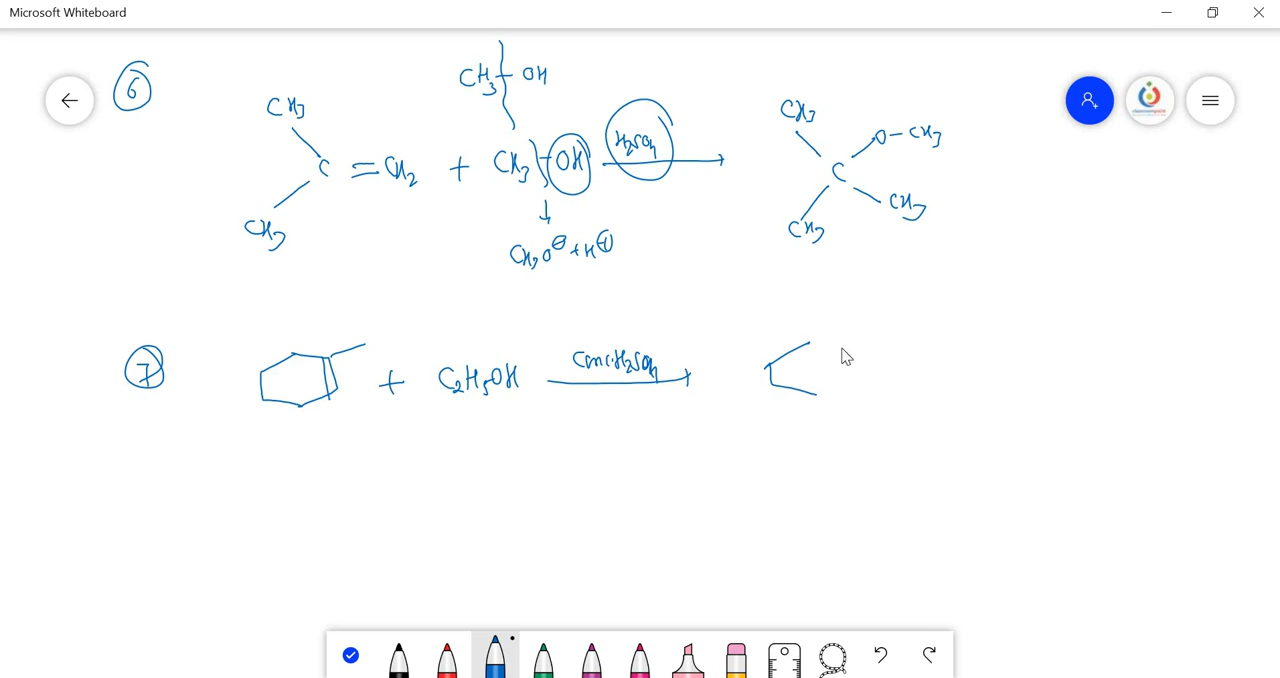 Microsoft Whiteboard
6
CH3 OH
CH3
C = CH2 + CH3 - OH H2SO4
CH3
CH3O⊖ + H⊕
CH3
O - CH3
C
CH3
CH3
7
+ C2H5OH Conc. H2SO4